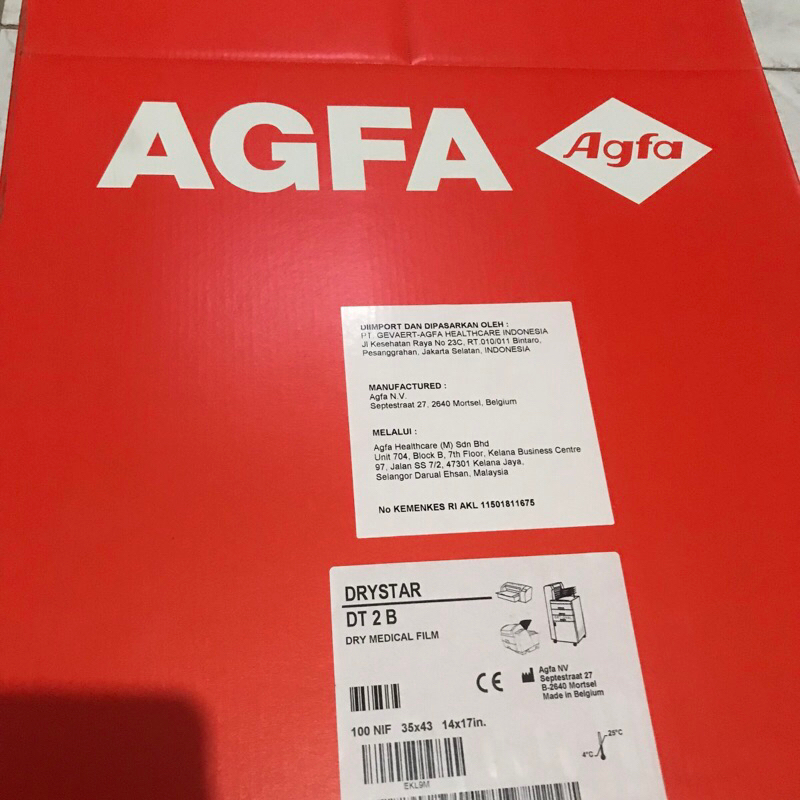 AGFA
Agfa
DIIMPORT DAN DIPASARKAN OLEH :
PT. GEVAERT-AGFA HEALTHCARE INDONESIA
Jl Kesehatan Raya No 23C, RT.010/011 Bintaro,
Pesanggrahan, Jakarta Selatan, INDONESIA
MANUFACTURED :
Agfa N.V.
Septestraat 27, 2640 Mortsel, Belgium
MELALUI :
Agfa Healthcare (M) Sdn Bhd
Unit 704, Block B, 7th Floor, Kelana Business Centre
97, Jalan SS 7/2, 47301 Kelana Jaya,
Selangor Darual Ehsan, Malaysia
No KEMENKES RI AKL 11501811675
DRYSTAR
DT 2 B
DRY MEDICAL FILM
CE
Agfa NV
Septestraat 27
B-2640 Mortsel
Made in Belgium
100 NIF 35x43 14x17in.
25°C
4°C
EKL9M